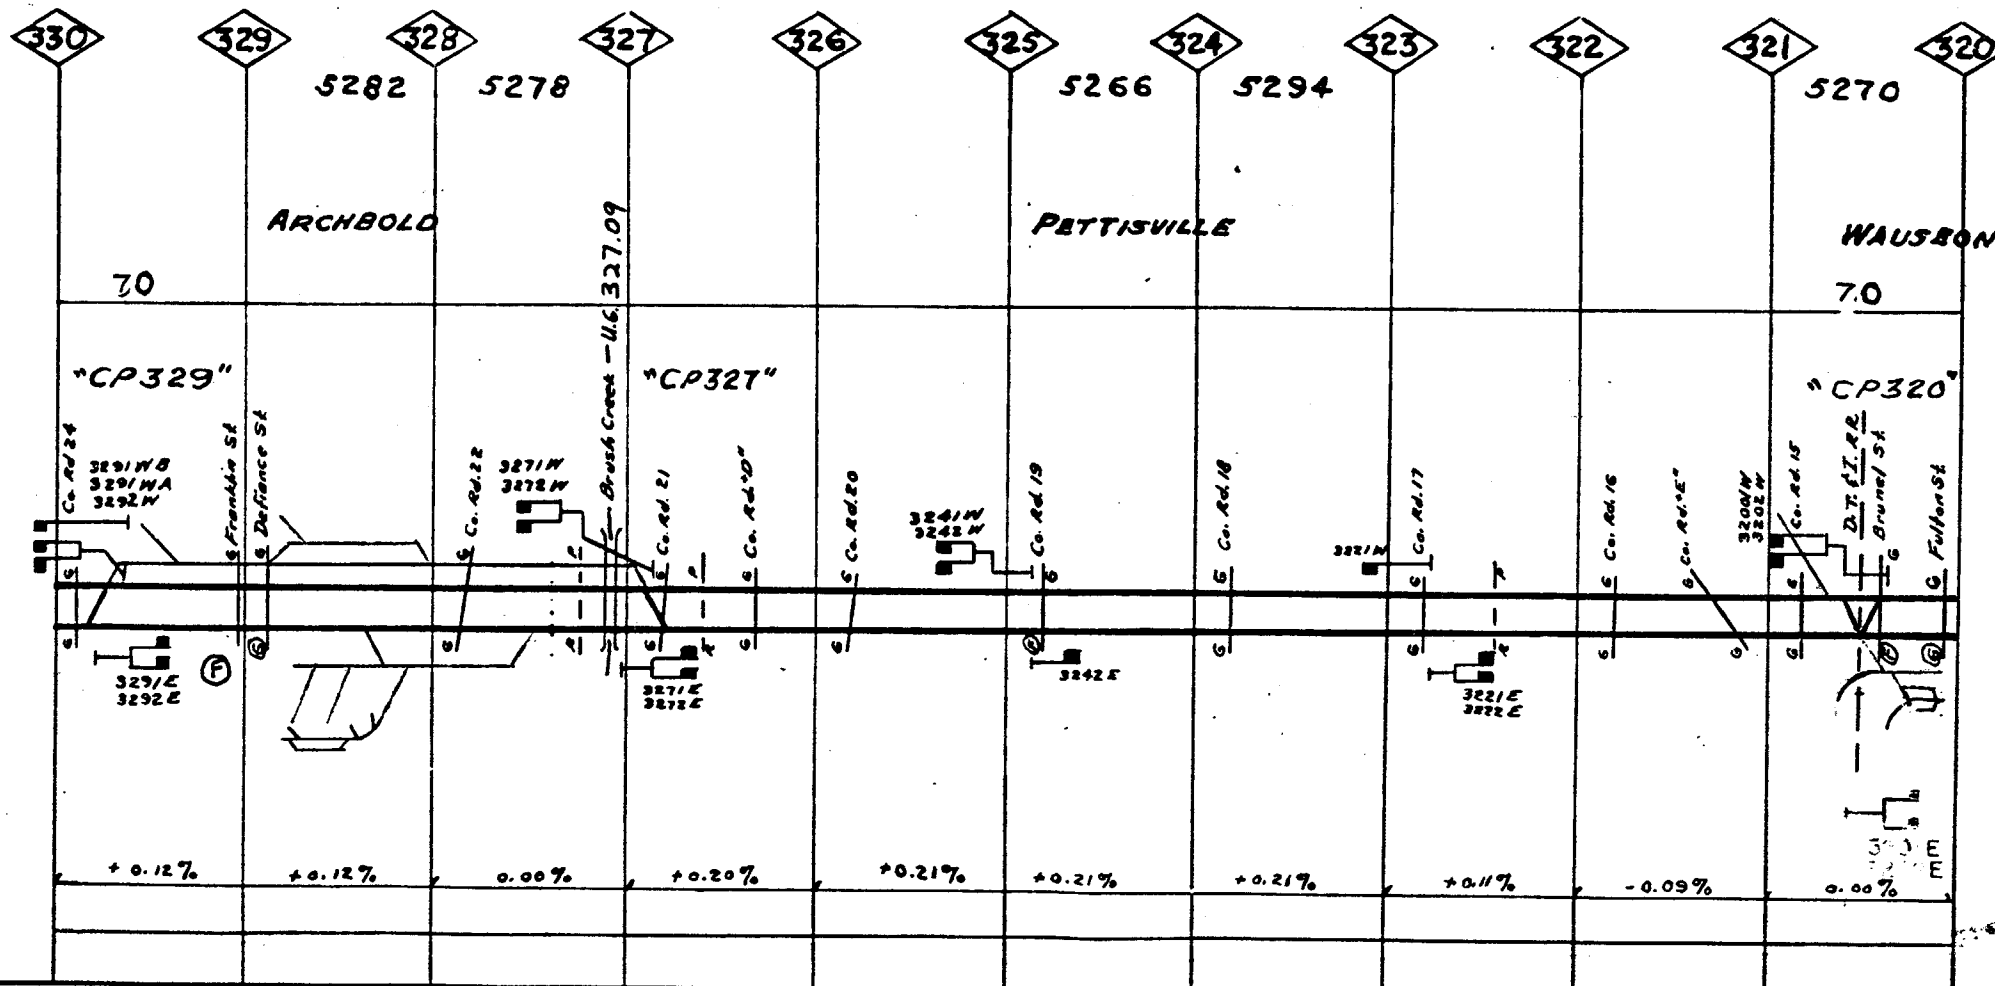 330 329 328 327 326 325 324 323 322 321 320
5282 5278 5266 5294 5270
ARCHBOLD PETTISVILLE WAUSEON
70 7.0
"CP329" "CP327" "CP320"
Co. Rd 24
3291WB
3291WA
3292W
G Franklin St
G Defiance St
G Co. Rd. 22
3271W
3272W
Brush Creek - U.G. 327.09
G Co. Rd. 21
G Co. Rd. "D"
G Co. Rd. 20
3241W
3242W
Co. Rd. 19
G
G Co. Rd. 18
3221W
G Co. Rd. 17
G Co. Rd. 16
G Co. Rd. "E"
3200IW
3202W
G Co. Rd. 15
D.T. & I. RR
Brunel St.
G
G Fulton St
G P P P
G G G G G G G G G G G
3291E
3292E
F
3271E
3272E
3242E
3221E
3222E
E
E
+0.12% +0.12% 0.00% +0.20% +0.21% +0.21% +0.21% +0.11% -0.09% 0.00%